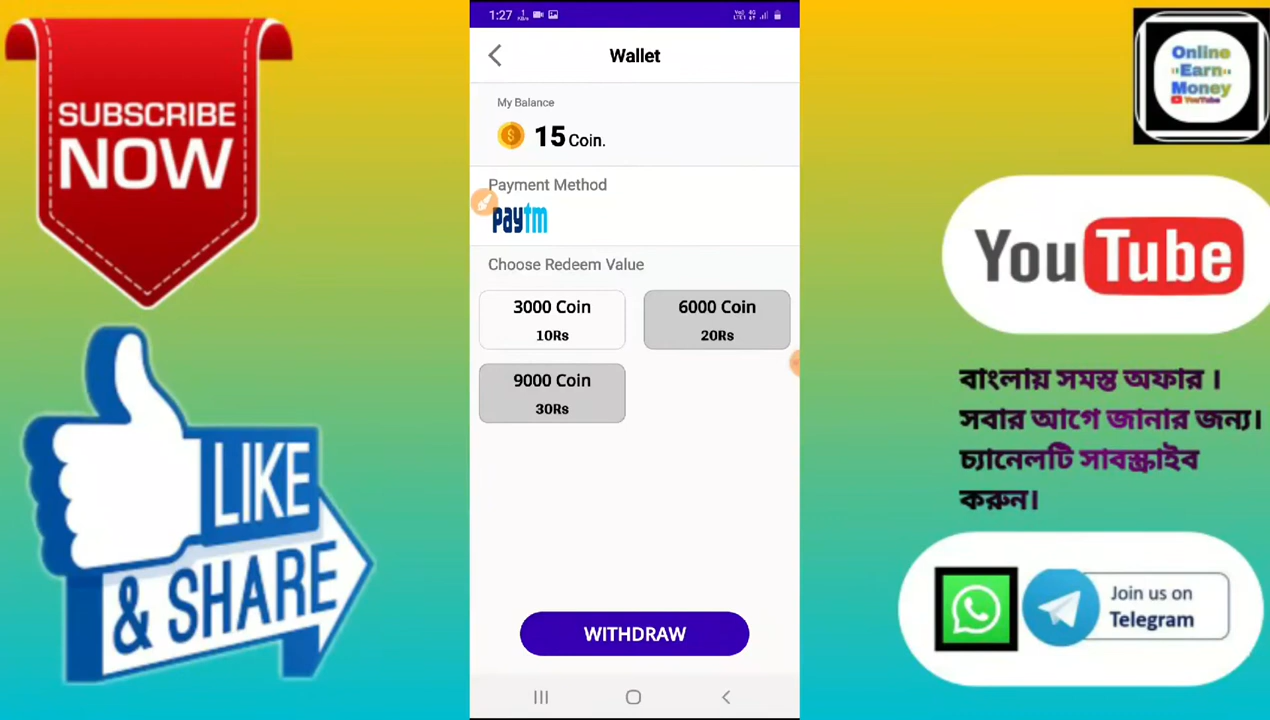 SUBSCRIBE
NOW
LIKE
& SHARE
1:27
Wallet
My Balance
15 Coin.
Payment Method
paytm
Choose Redeem Value
3000 Coin
10Rs
6000 Coin
20Rs
9000 Coin
30Rs
WITHDRAW
Online
Earn
Money
YouTube
YouTube
বাংলায় সমস্ত অফার ।
সবার আগে জানার জন্য।
চ্যানেলটি সাবস্ক্রাইব
করুন।
Join us on
Telegram